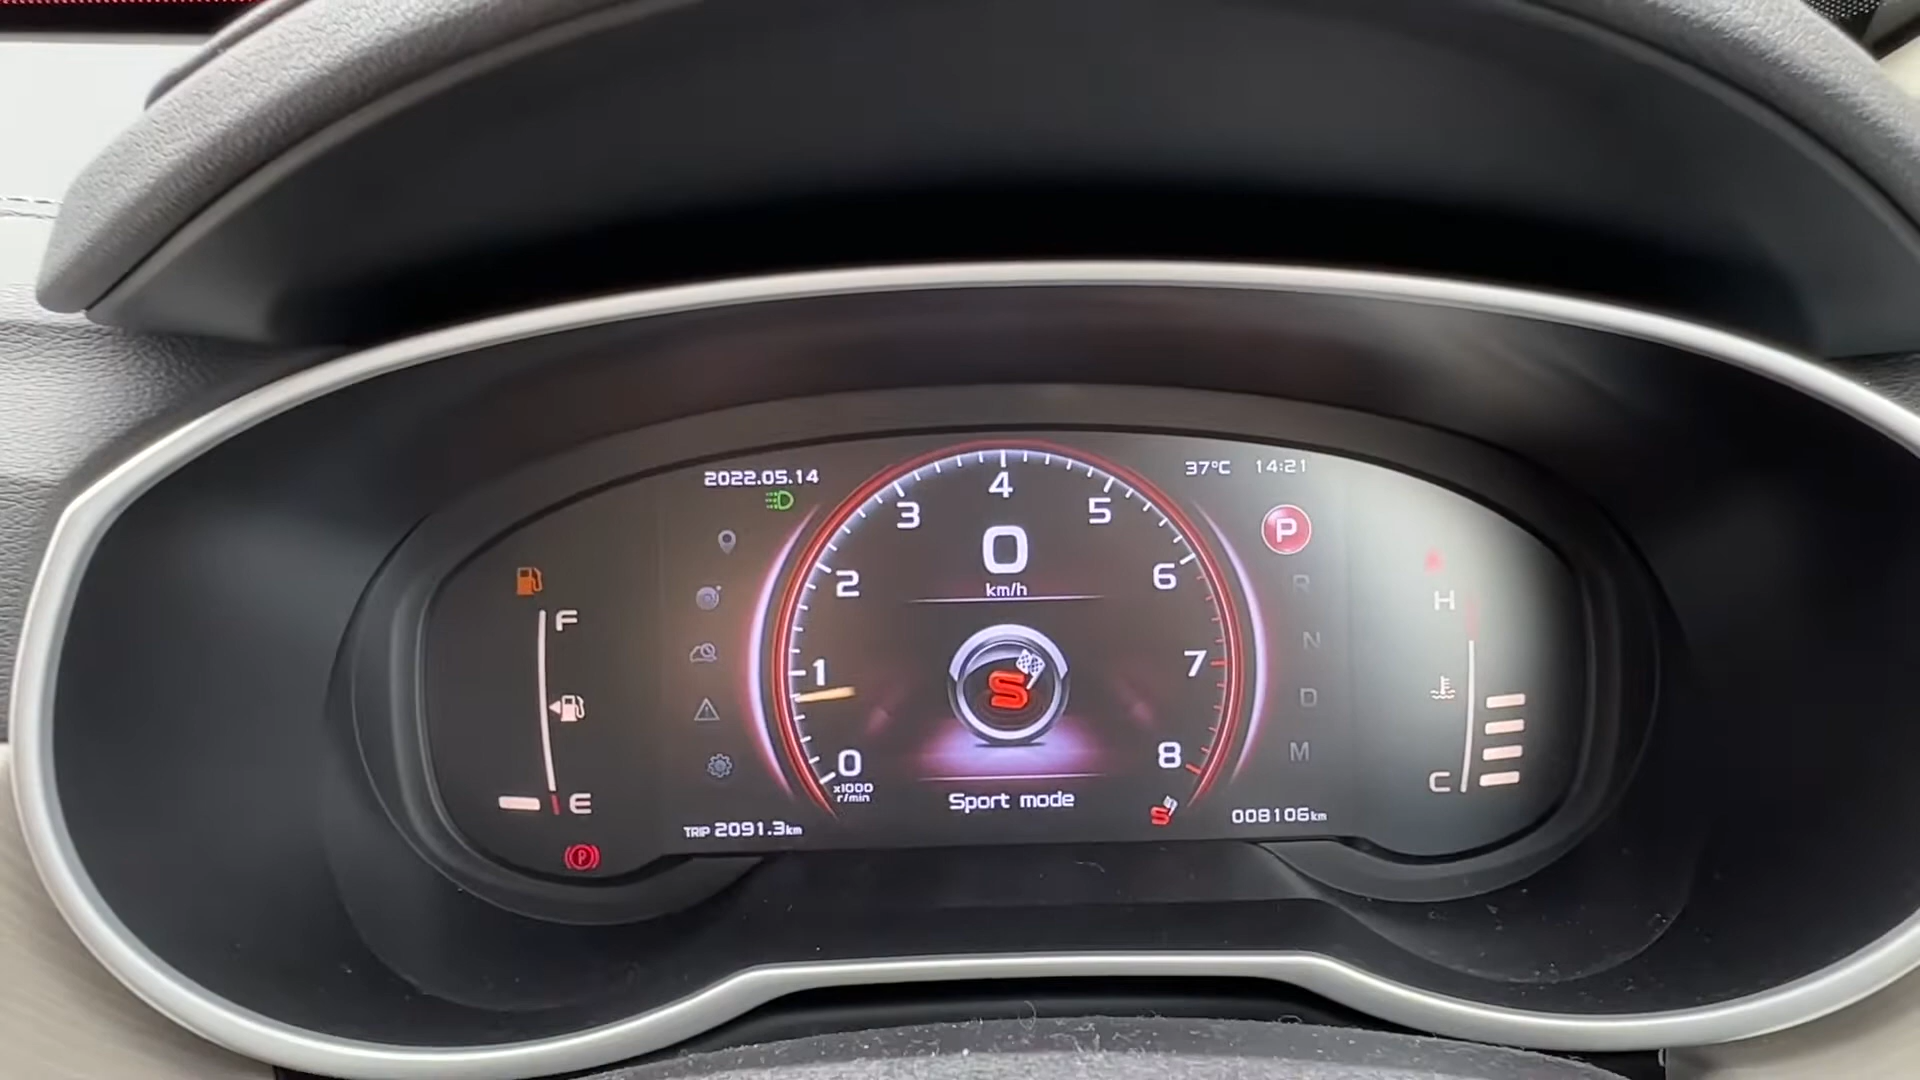 2022.05.14
37°C 14:21
4
3
5
0
km/h
2
6
1
7
0
8
x1000
r/min
S
Sport mode
S
TRIP 2091.3km
008106km
F
E
P
P
R
N
D
M
H
C